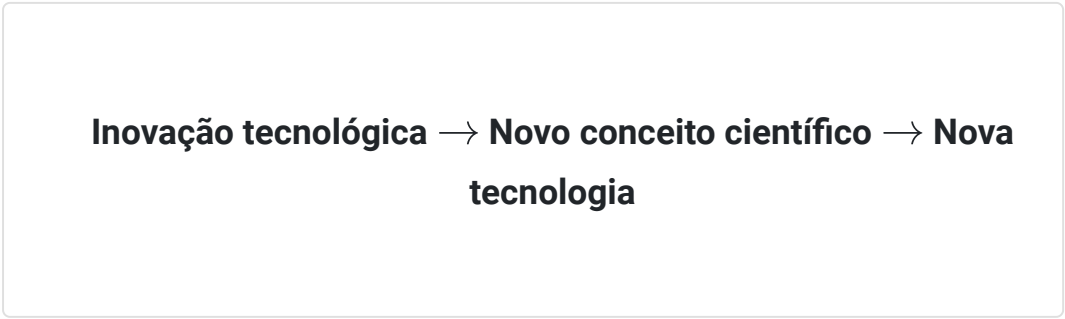 Inovação tecnológica → Novo conceito científico → Nova
tecnologia